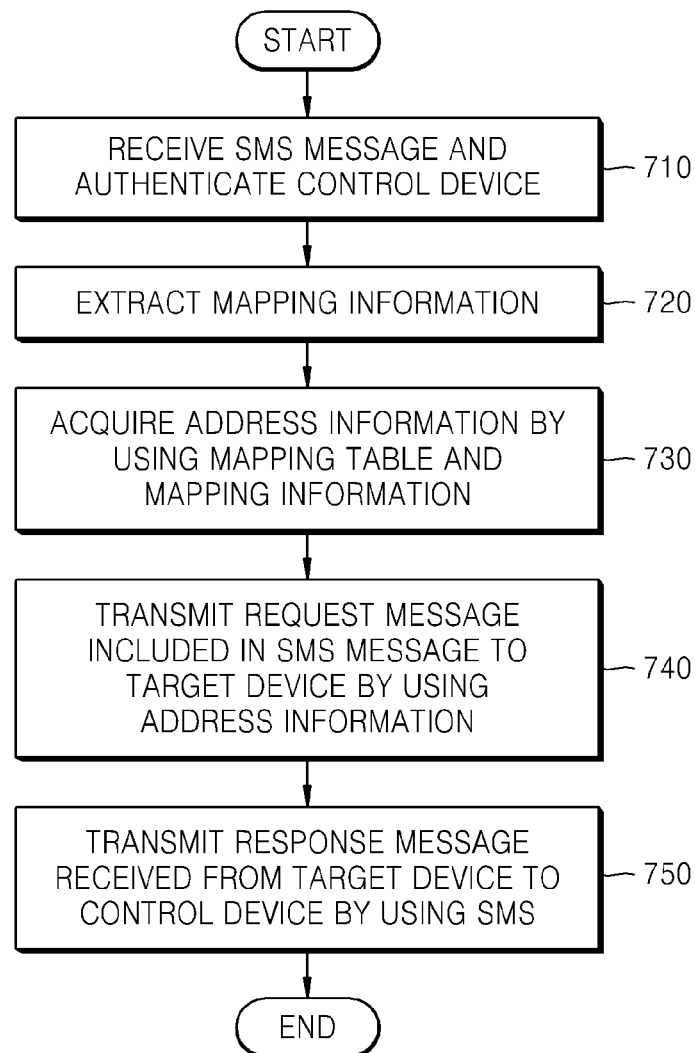 START
RECEIVE SMS MESSAGE AND
AUTHENTICATE CONTROL DEVICE
710
EXTRACT MAPPING INFORMATION
720
ACQUIRE ADDRESS INFORMATION BY
USING MAPPING TABLE AND
MAPPING INFORMATION
730
TRANSMIT REQUEST MESSAGE
INCLUDED IN SMS MESSAGE TO
TARGET DEVICE BY USING
ADDRESS INFORMATION
740
TRANSMIT RESPONSE MESSAGE
RECEIVED FROM TARGET DEVICE TO
CONTROL DEVICE BY USING SMS
750
END